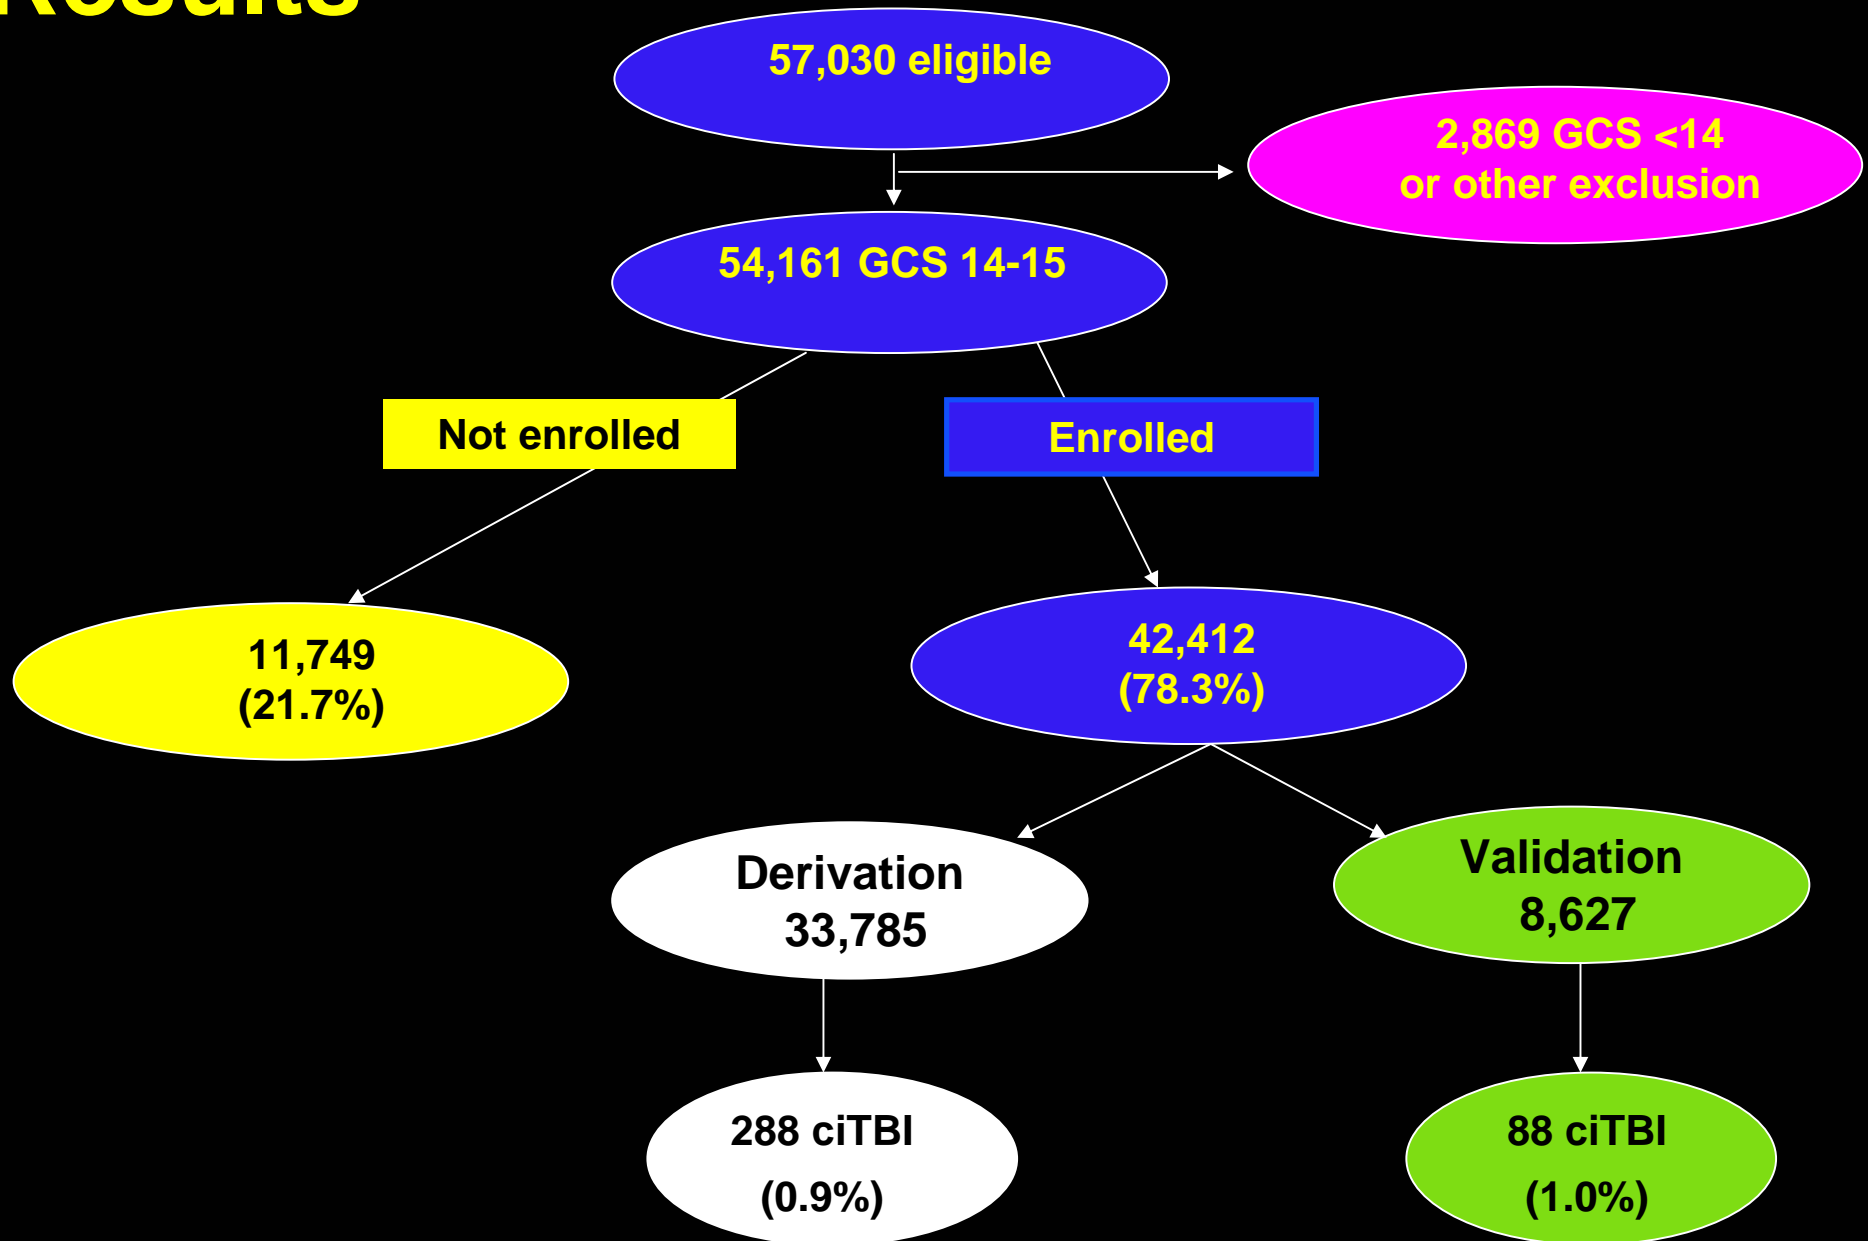 Results
57,030 eligible
2,869 GCS <14
or other exclusion
54,161 GCS 14-15
Not enrolled
Enrolled
11,749
(21.7%)
42,412
(78.3%)
Derivation
33,785
Validation
8,627
288 ciTBI
(0.9%)
88 ciTBI
(1.0%)